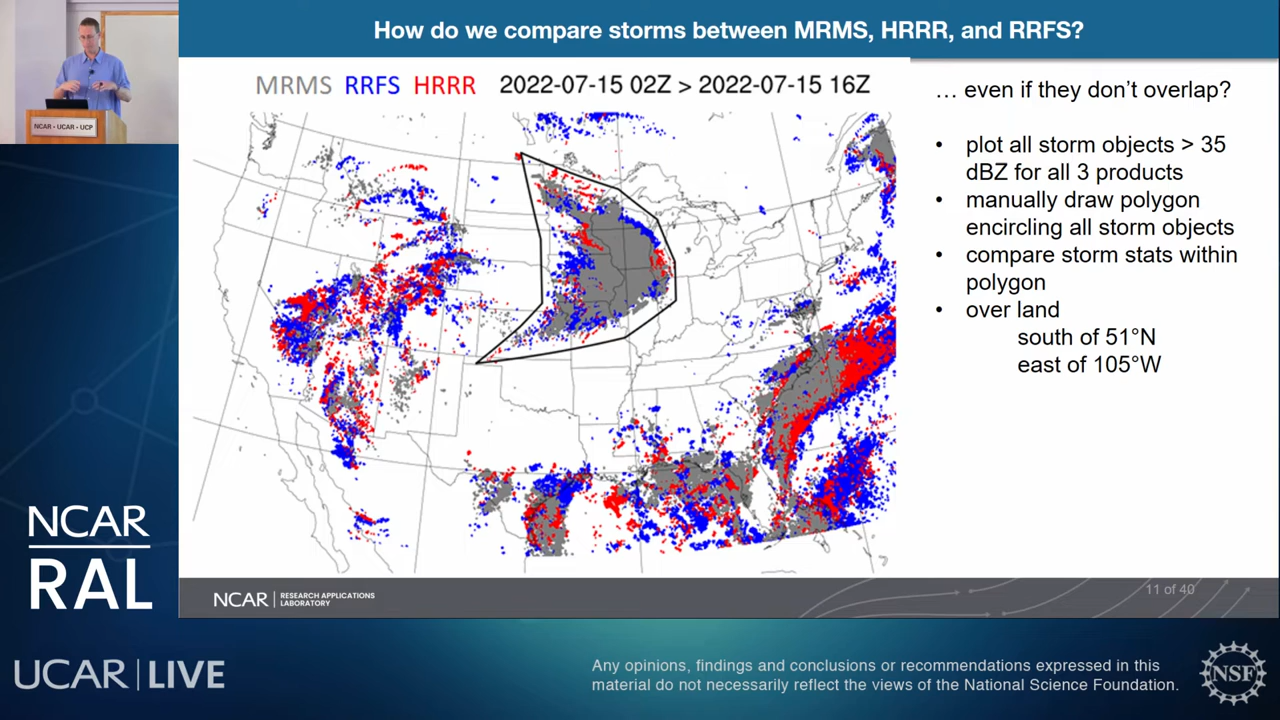 How do we compare storms between MRMS, HRRR, and RRFS?
MRMS RRFS HRRR 2022-07-15 02Z > 2022-07-15 16Z
… even if they don't overlap?
• plot all storm objects > 35
dBZ for all 3 products
• manually draw polygon
encircling all storm objects
• compare storm stats within
polygon
• over land
south of 51°N
east of 105°W
NCAR • UCAR • UCP
NCAR
RAL
NCAR | RESEARCH APPLICATIONS
LABORATORY
11 of 40
UCAR | LIVE
Any opinions, findings and conclusions or recommendations expressed in this
material do not necessarily reflect the views of the National Science Foundation.
NSF